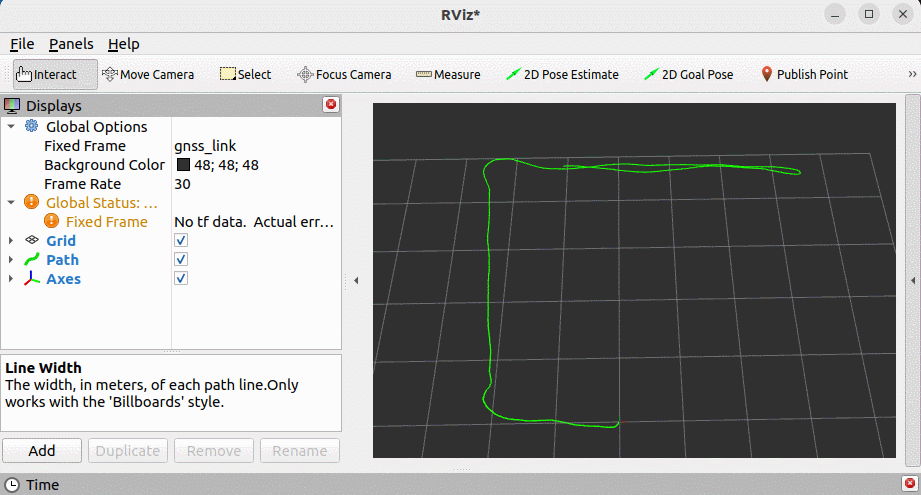 RViz*
File Panels Help
Interact Move Camera Select Focus Camera Measure 2D Pose Estimate 2D Goal Pose Publish Point »
Displays
Global Options
Fixed Frame gnss_link
Background Color 48; 48; 48
Frame Rate 30
Global Status: ...
Fixed Frame No tf data. Actual err...
Grid
Path
Axes
Line Width
The width, in meters, of each path line.Only
works with the 'Billboards' style.
Add Duplicate Remove Rename
Time